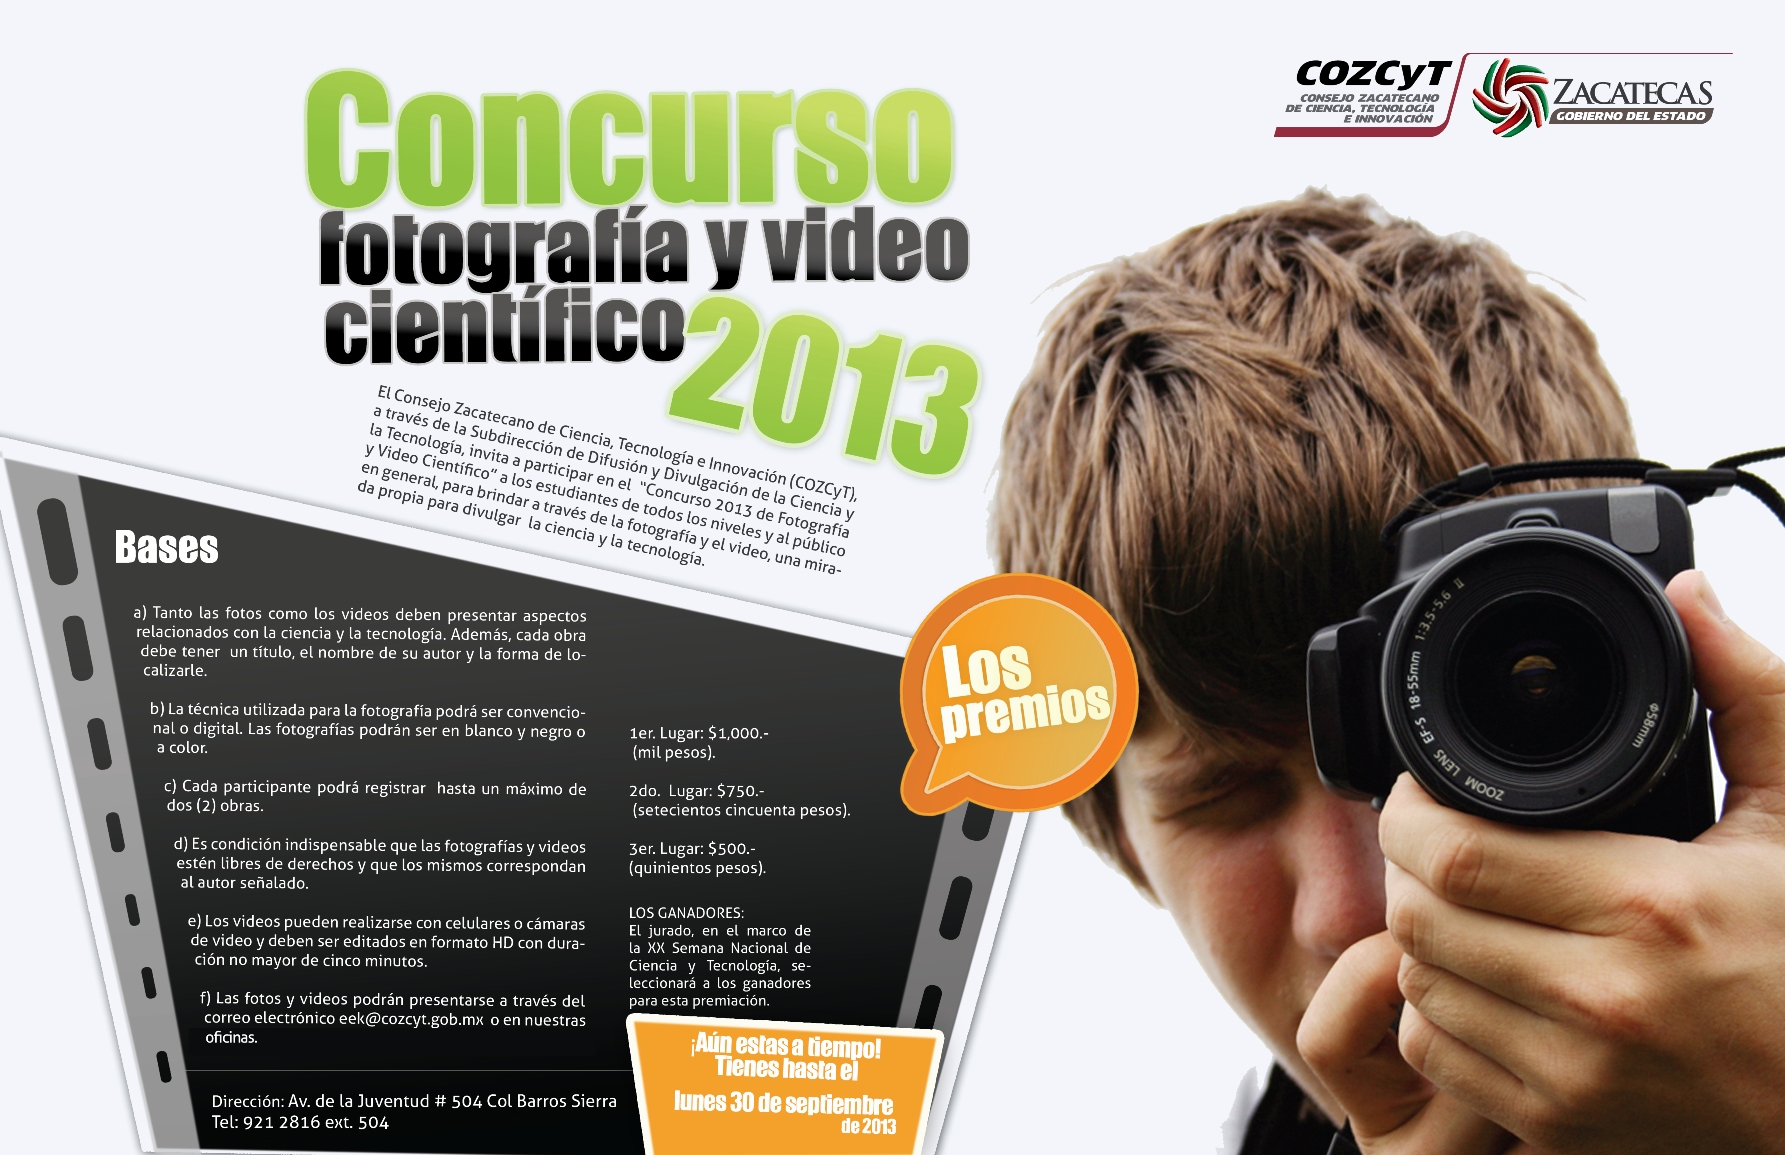 COZCyT
CONSEJO ZACATECANO
DE CIENCIA, TECNOLOGÍA
E INNOVACIÓN
ZACATECAS
GOBIERNO DEL ESTADO
Concurso
fotografía y video
científico
2013
El Consejo Zacatecano de Ciencia, Tecnología e Innovación (COZCyT),
a través de la Subdirección de Difusión y Divulgación de la Ciencia y
la Tecnología, invita a participar en el “Concurso 2013 de Fotografía
y Video Científico” a los estudiantes de todos los niveles y al público
en general, para brindar a través de la fotografía y el video, una mira-
da propia para divulgar la ciencia y la tecnología.
Bases
a) Tanto las fotos como los videos deben presentar aspectos
relacionados con la ciencia y la tecnología. Además, cada obra
debe tener un título, el nombre de su autor y la forma de lo-
calizarle.
b) La técnica utilizada para la fotografía podrá ser convencio-
nal o digital. Las fotografías podrán ser en blanco y negro o
a color.
c) Cada participante podrá registrar hasta un máximo de
dos (2) obras.
d) Es condición indispensable que las fotografías y videos
estén libres de derechos y que los mismos correspondan
al autor señalado.
e) Los videos pueden realizarse con celulares o cámaras
de video y deben ser editados en formato HD con dura-
ción no mayor de cinco minutos.
f) Las fotos y videos podrán presentarse a través del
correo electrónico eek@cozcyt.gob.mx o en nuestras
oficinas.
Dirección: Av. de la Juventud # 504 Col Barros Sierra
Tel: 921 2816 ext. 504
Los
premios
1er. Lugar: $1,000.-
(mil pesos).
2do. Lugar: $750.-
(setecientos cincuenta pesos).
3er. Lugar: $500.-
(quinientos pesos).
LOS GANADORES:
El jurado, en el marco de
la XX Semana Nacional de
Ciencia y Tecnología, se-
leccionará a los ganadores
para esta premiación.
¡Aún estas a tiempo!
Tienes hasta el
lunes 30 de septiembre
de 2013
ZOOM LENS EF-S 18-55mm 1:3.5-5.6 II
Φ58mm